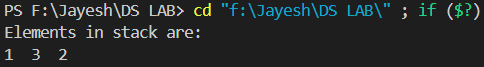 PS F:\Jayesh\DS LAB> cd "f:\Jayesh\DS LAB\" ; if ($?)
Elements in stack are:
1  3  2